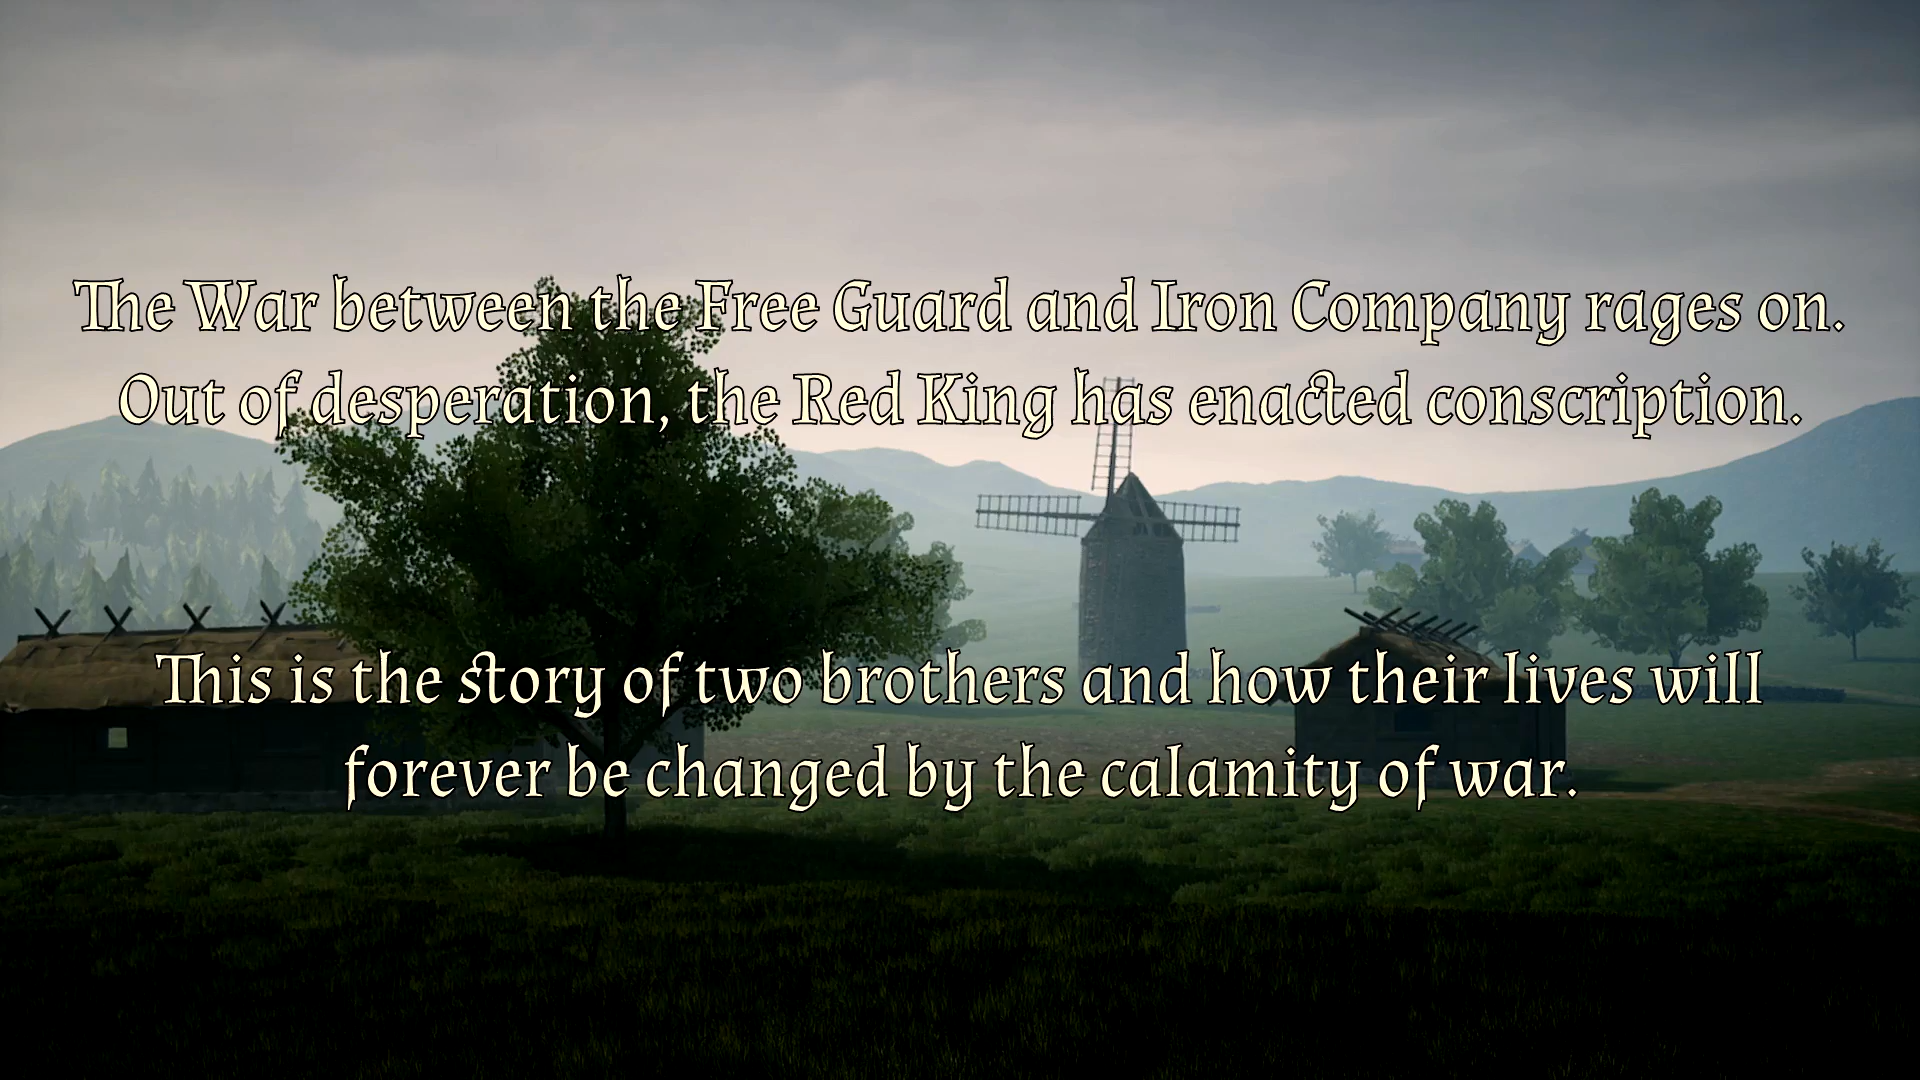 The War between the Free Guard and Iron Company rages on.
Out of desperation, the Red King has enacted conscription.
This is the story of two brothers and how their lives will
forever be changed by the calamity of war.